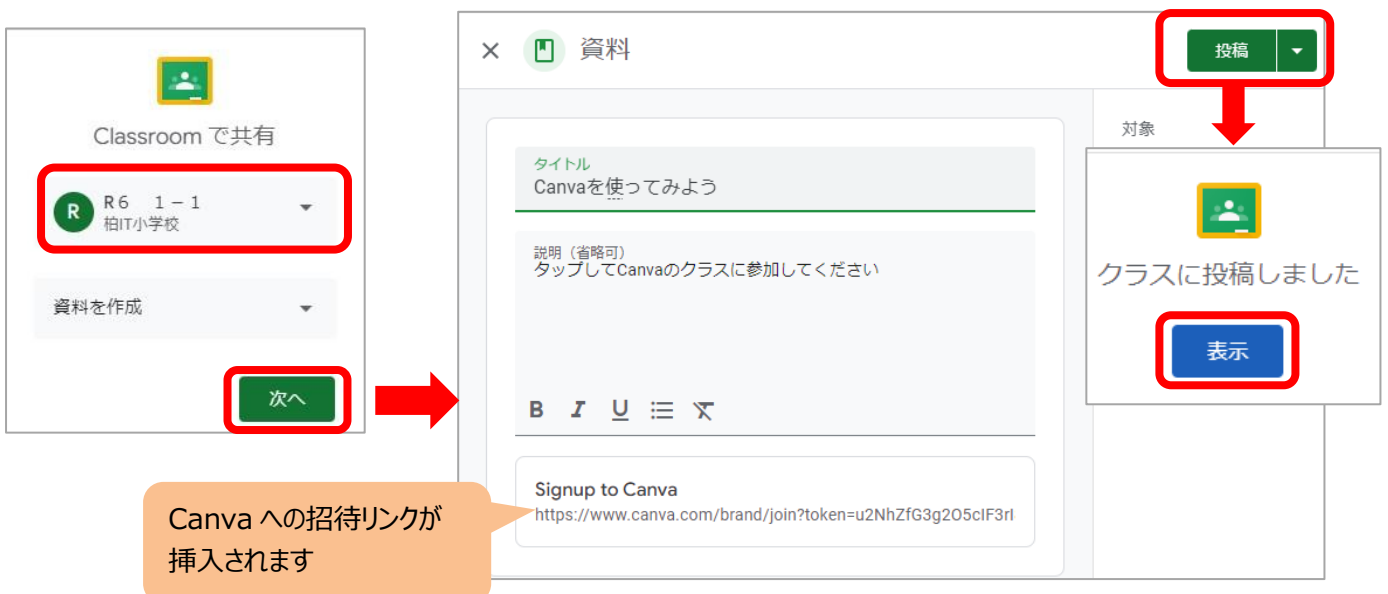 Classroom で共有
R
R６　１－１
柏IT小学校
資料を作成
次へ
資料
投稿
対象
タイトル
Canvaを使ってみよう
説明（省略可）
タップしてCanvaのクラスに参加してください
B I U
Signup to Canva
https://www.canva.com/brand/join?token=u2NhZfG3g2O5cIF3rI
Canva への招待リンクが
挿入されます
クラスに投稿しました
表示